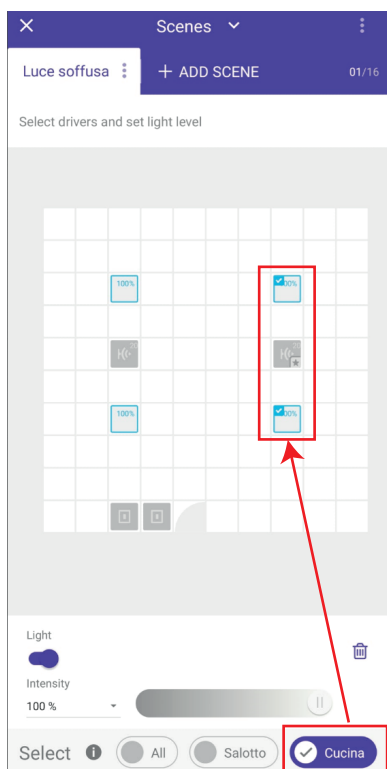 Scenes
Luce soffusa
+ ADD SCENE
01/16
Select drivers and set light level
100%
00%
100%
00%
Light
Intensity
100 %
Select
All
Salotto
Cucina